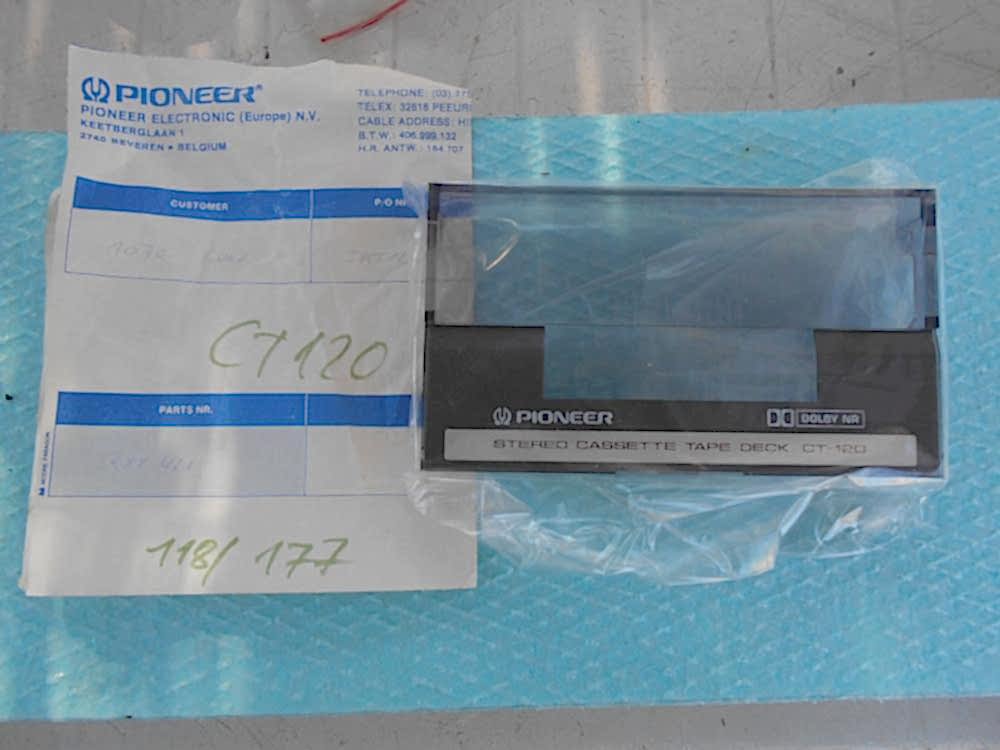 PIONEER®
PIONEER ELECTRONIC (Europe) N.V.
KEETBERGLAAN 1
2740 BEVEREN • BELGIUM
TELEPHONE: (03)
TELEX: 32618 PEEUR
CABLE ADDRESS:
B.T.W.: 406.999.132
H.R. ANTW.: 184.707
CUSTOMER
P/O
CT120
PARTS NR.
118/ 177
PIONEER
DOLBY NR
STEREO CASSETTE TAPE DECK CT-120